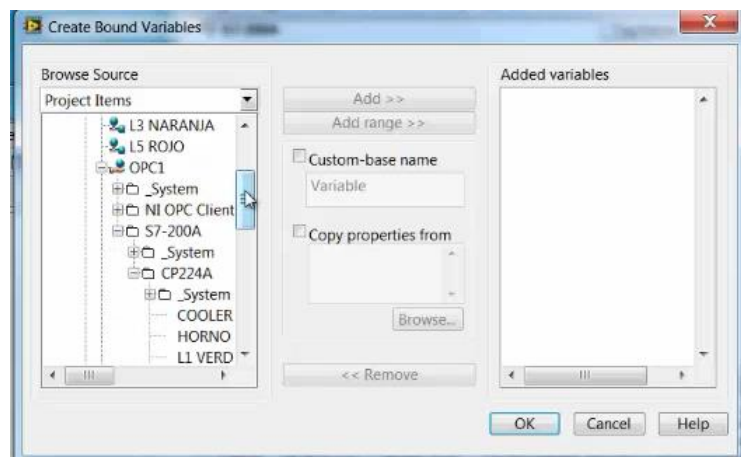 Create Bound Variables
Browse Source
Project Items
L3 NARANJA
L5 ROJO
OPC1
_System
NI OPC Client
S7-200A
_System
CP224A
_System
COOLER
HORNO
L1 VERD
Add >>
Add range >>
Custom-base name
Variable
Copy properties from
Browse...
<< Remove
Added variables
OK
Cancel
Help